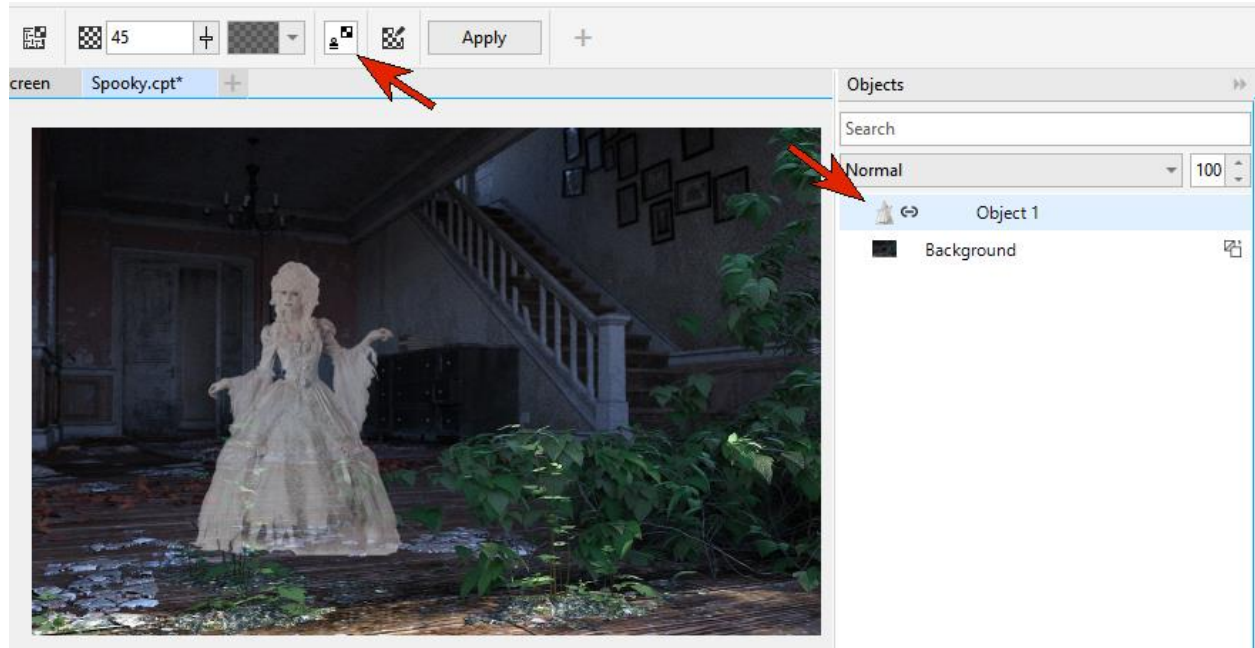 45
Apply
creen
Spooky.cpt*
Objects
Search
Normal
100
Object 1
Background